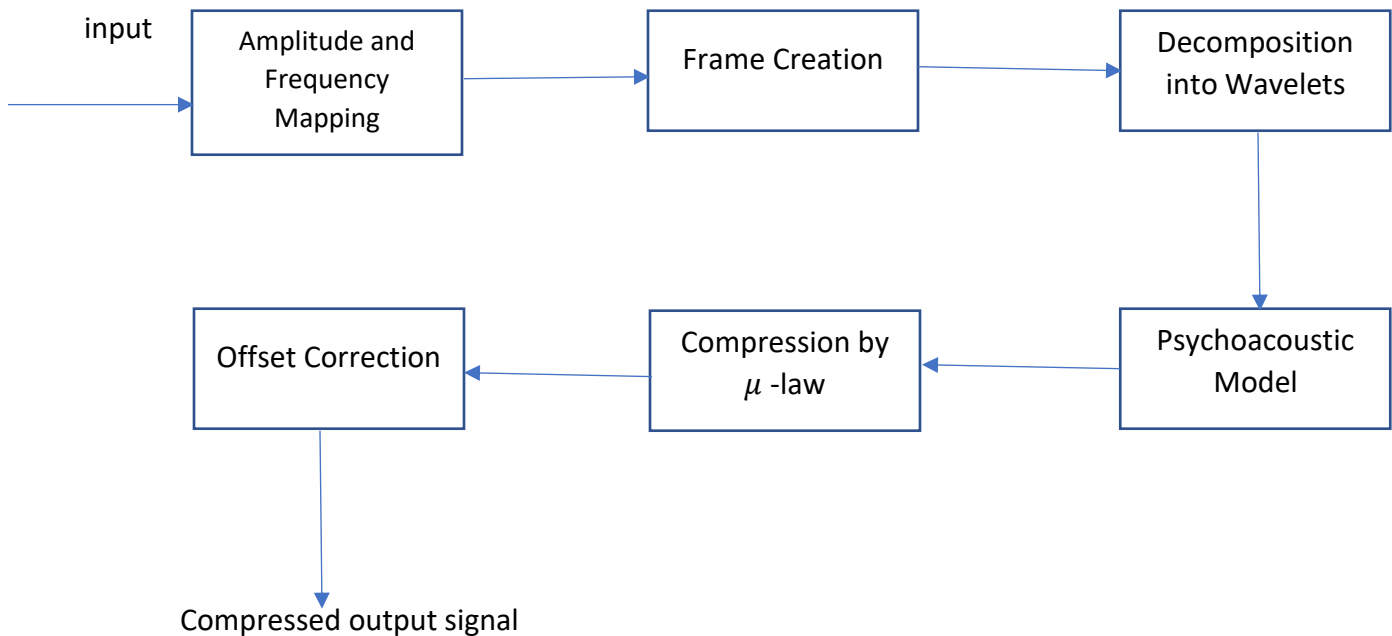 input
Amplitude and
Frequency
Mapping
Frame Creation
Decomposition
into Wavelets
Psychoacoustic
Model
Compression by
𝜇 -law
Offset Correction
Compressed output signal